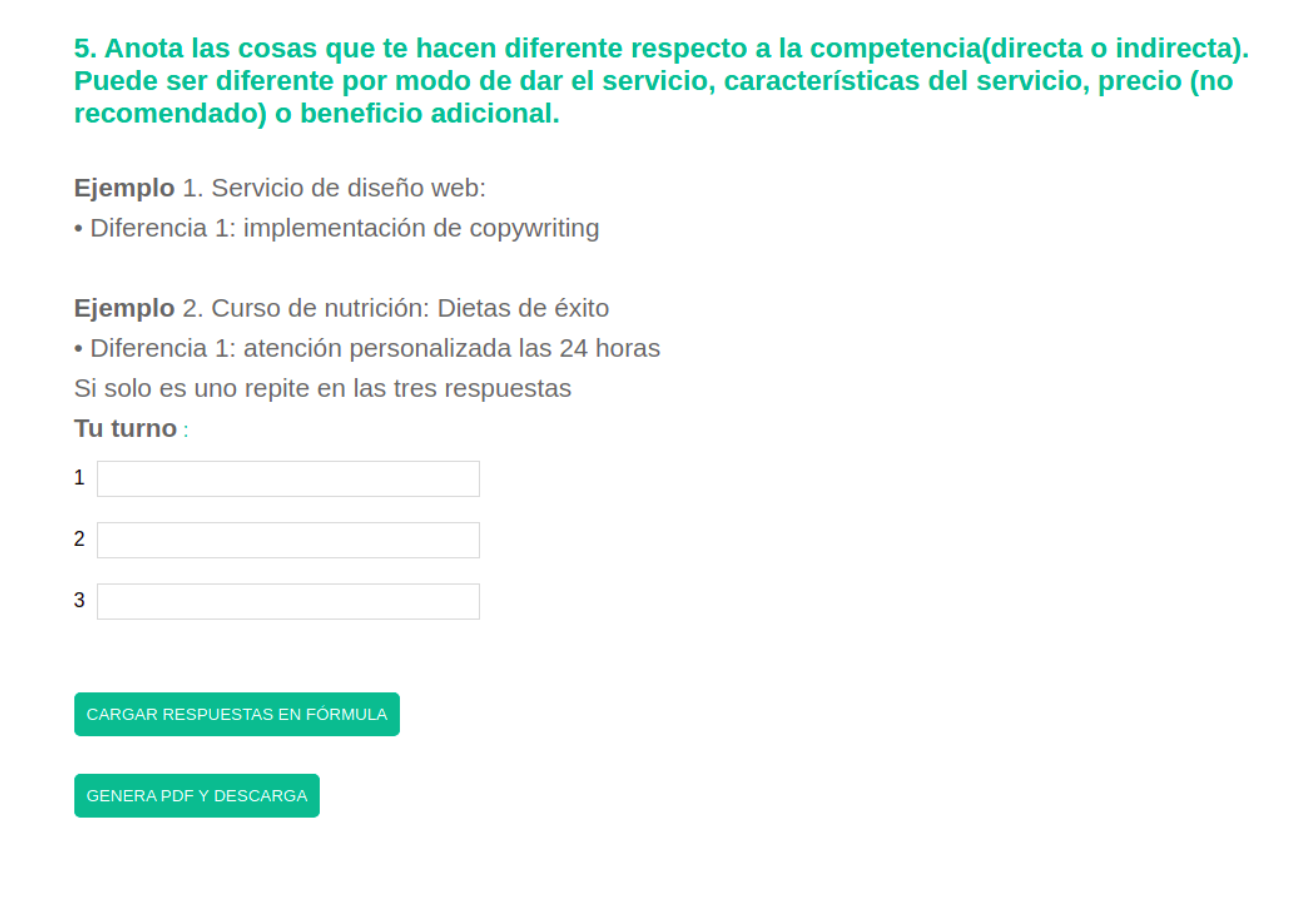 5. Anota las cosas que te hacen diferente respecto a la competencia(directa o indirecta).
Puede ser diferente por modo de dar el servicio, características del servicio, precio (no
recomendado) o beneficio adicional.
Ejemplo 1. Servicio de diseño web:
• Diferencia 1: implementación de copywriting
Ejemplo 2. Curso de nutrición: Dietas de éxito
• Diferencia 1: atención personalizada las 24 horas
Si solo es uno repite en las tres respuestas
Tu turno :
1
2
3
CARGAR RESPUESTAS EN FÓRMULA
GENERA PDF Y DESCARGA